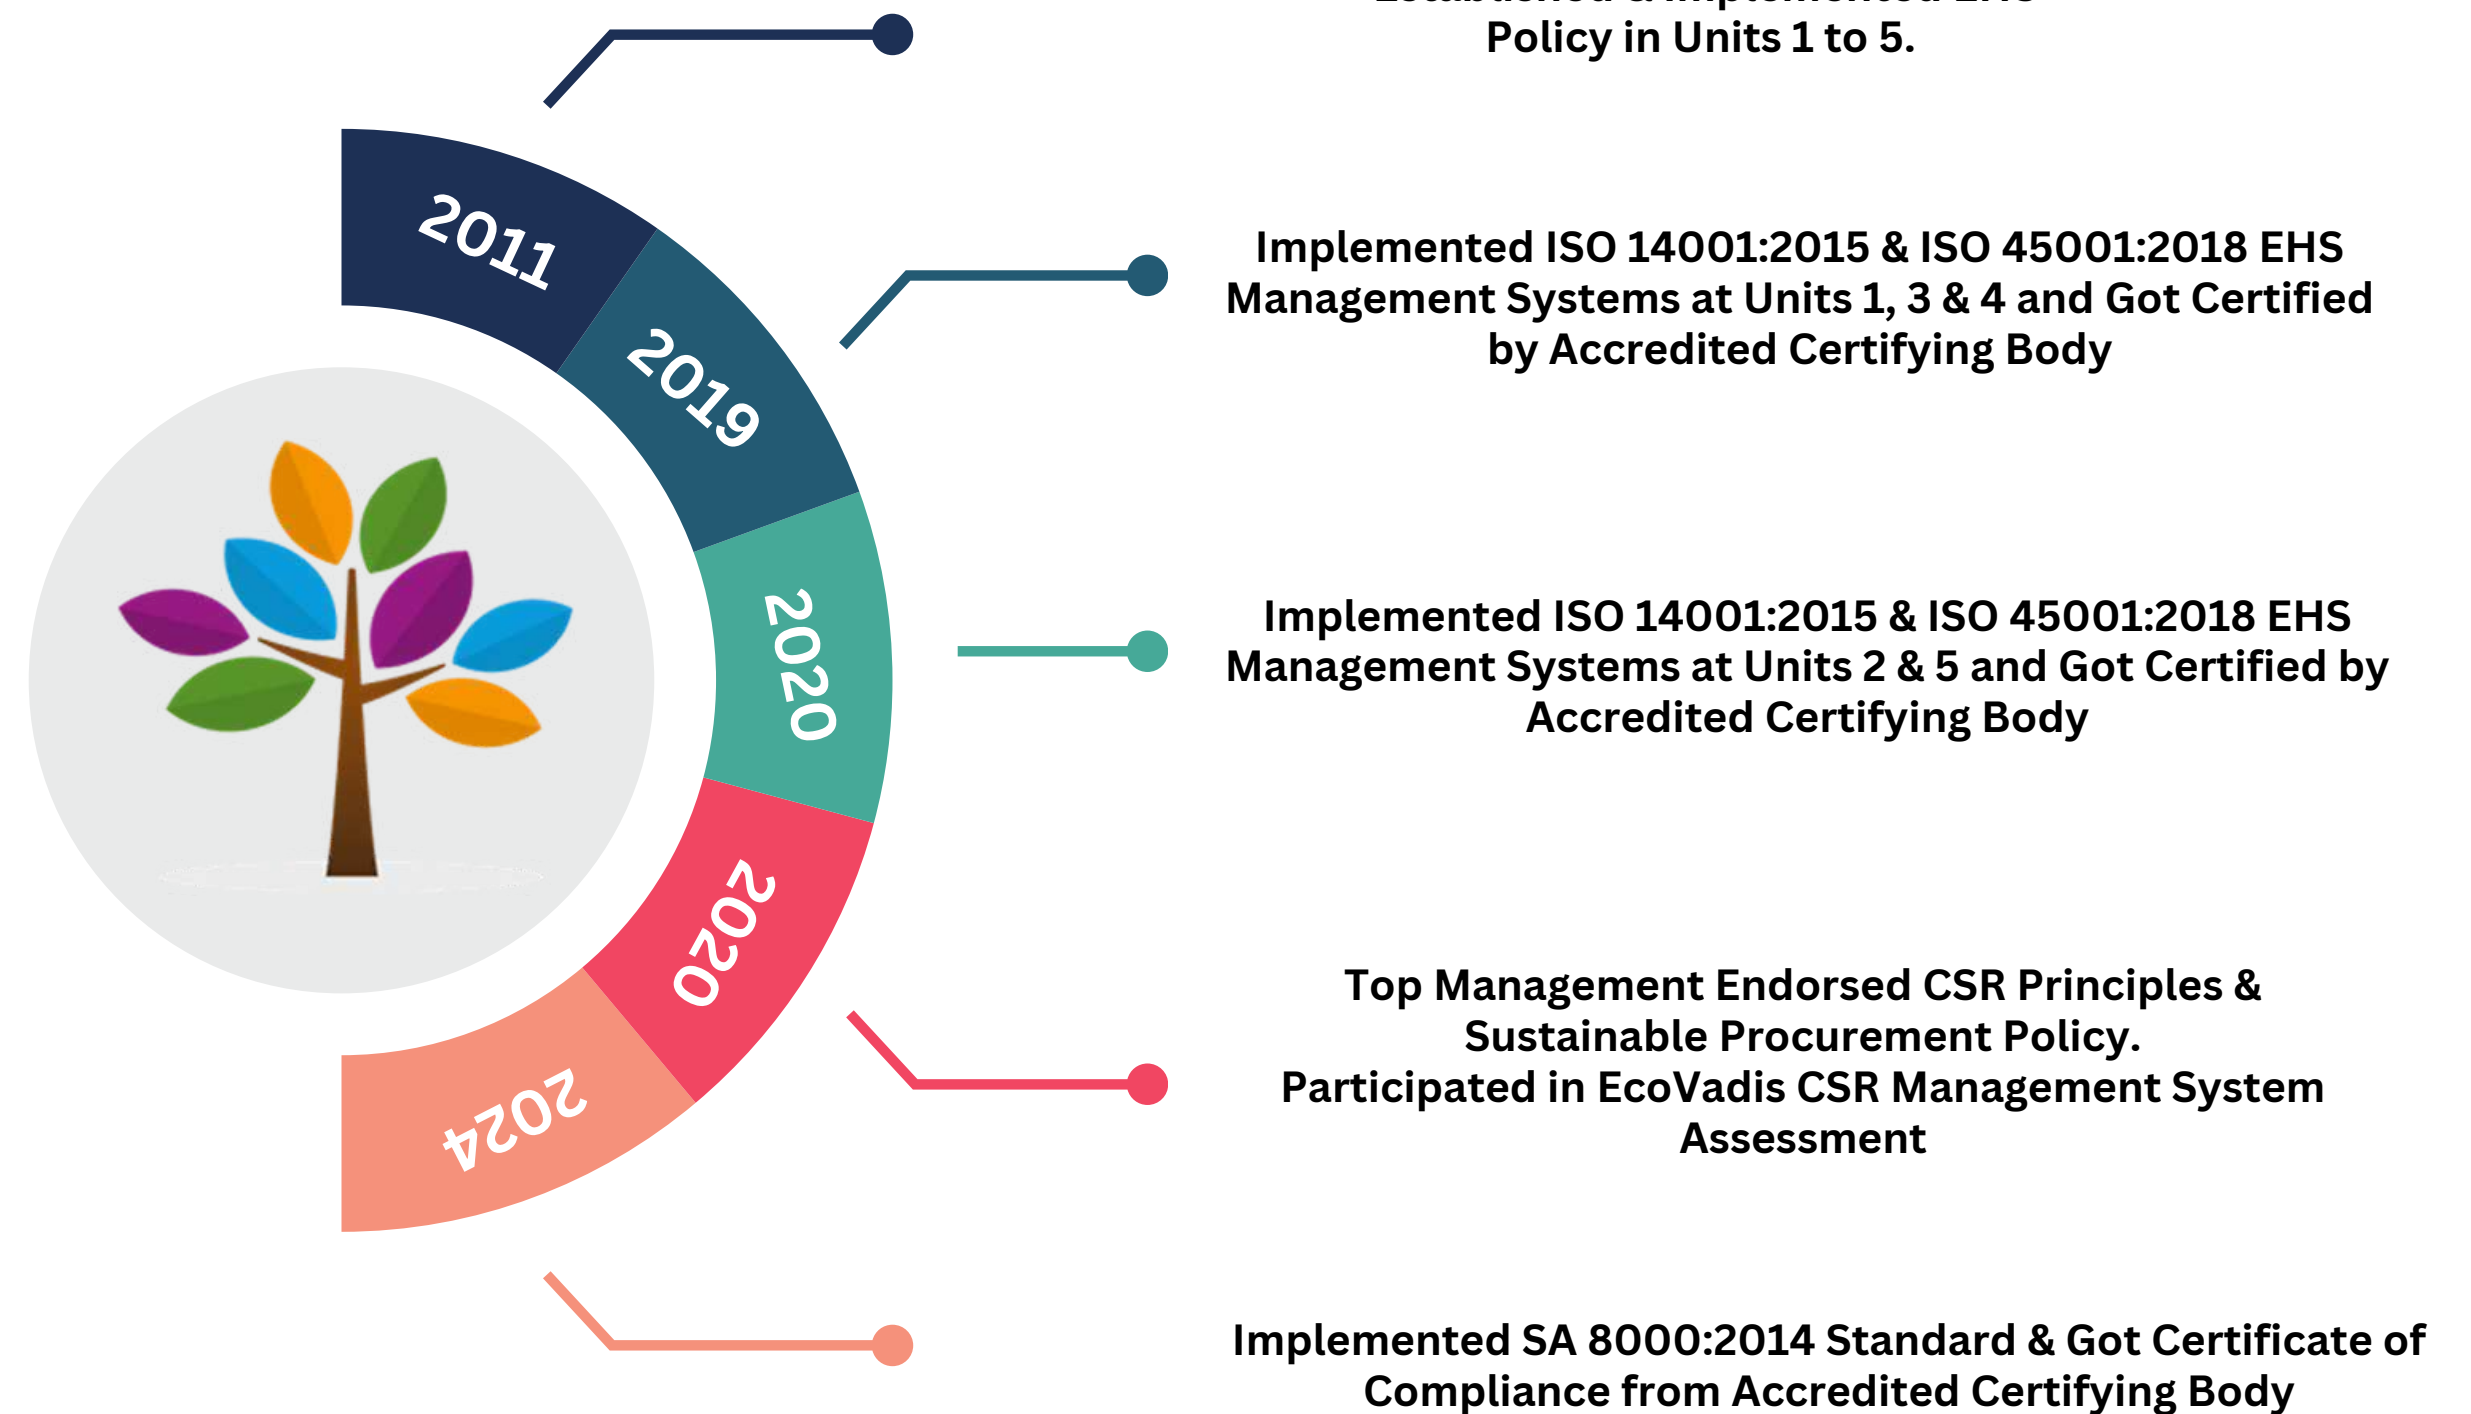 Established & Implemented EHS
Policy in Units 1 to 5.
2011
Implemented ISO 14001:2015 & ISO 45001:2018 EHS
Management Systems at Units 1, 3 & 4 and Got Certified
by Accredited Certifying Body
2019
Implemented ISO 14001:2015 & ISO 45001:2018 EHS
Management Systems at Units 2 & 5 and Got Certified by
Accredited Certifying Body
2020
Top Management Endorsed CSR Principles &
Sustainable Procurement Policy.
Participated in EcoVadis CSR Management System
Assessment
2020
Implemented SA 8000:2014 Standard & Got Certificate of
Compliance from Accredited Certifying Body
2024